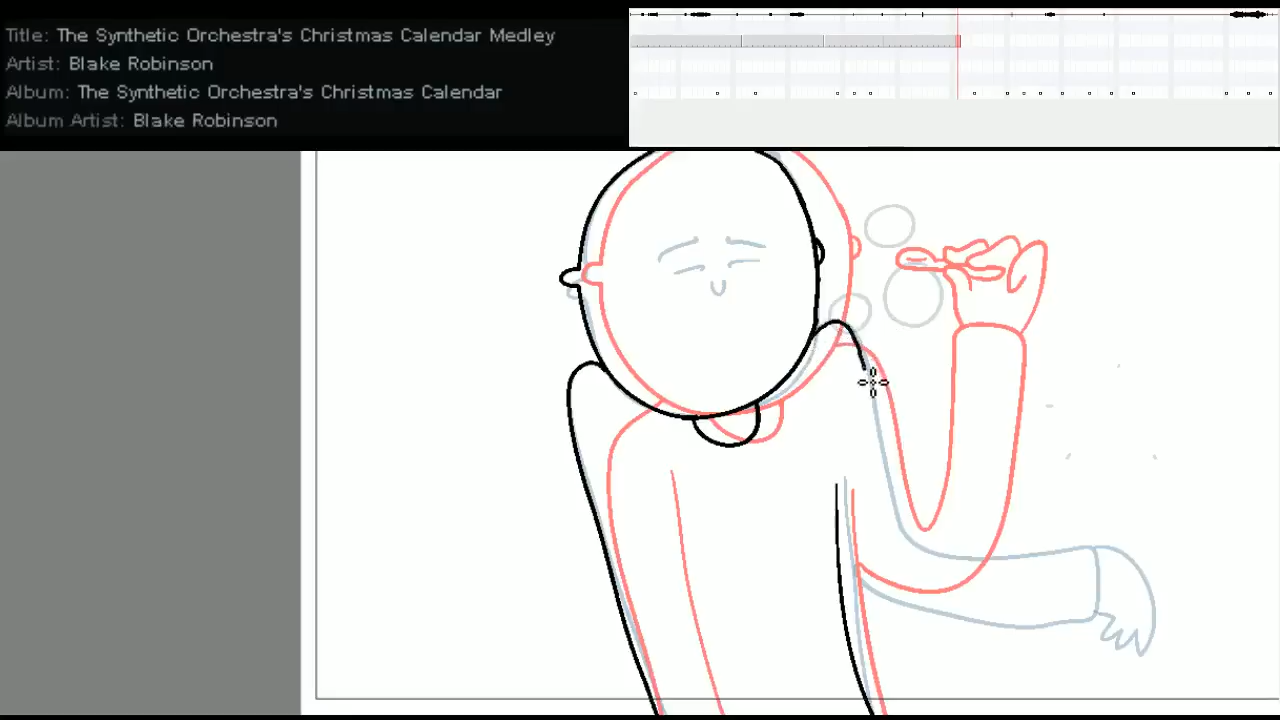 Title: The Synthetic Orchestra's Christmas Calendar Medley
Artist: Blake Robinson
Album: The Synthetic Orchestra's Christmas Calendar
Album Artist: Blake Robinson